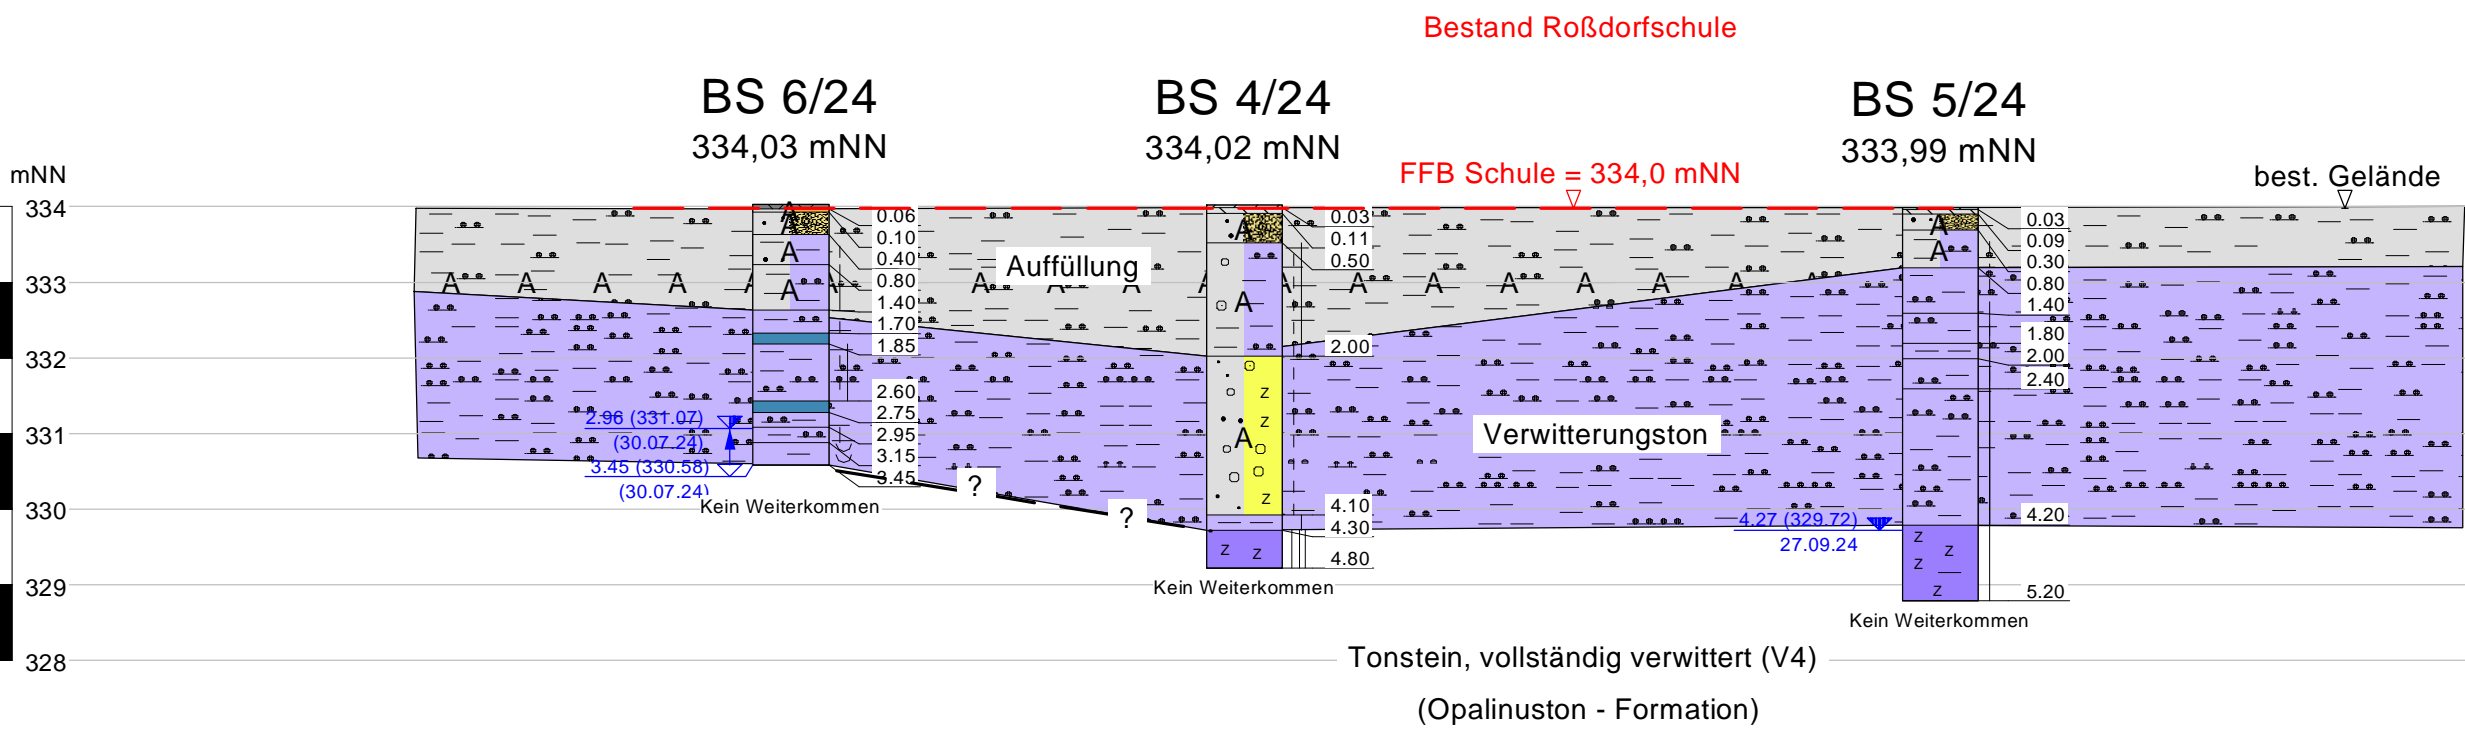 Bestand Roßdorfschule
BS 6/24
334,03 mNN
BS 4/24
334,02 mNN
BS 5/24
333,99 mNN
FFB Schule = 334,0 mNN
best. Gelände
mNN
334
333
332
331
330
329
328
0.06
0.10
0.40
0.80
1.40
1.70
1.85
2.60
2.75
2.95
3.15
3.45
2.96 (331.07)
(30.07.24)
3.45 (330.58)
(30.07.24)
Kein Weiterkommen
A
A
A
A A A A A A A A A A A A A A A A A A
Auffüllung
? ?
0.03
0.11
0.50
2.00
4.10
4.30
4.80
A
A
A
z
z
z
z z
Kein Weiterkommen
Verwitterungston
4.27 (329.72)
27.09.24
0.03
0.09
0.30
0.80
1.40
1.80
2.00
2.40
4.20
5.20
A
A
z
z
z
z
Kein Weiterkommen
Tonstein, vollständig verwittert (V4)
(Opalinuston - Formation)